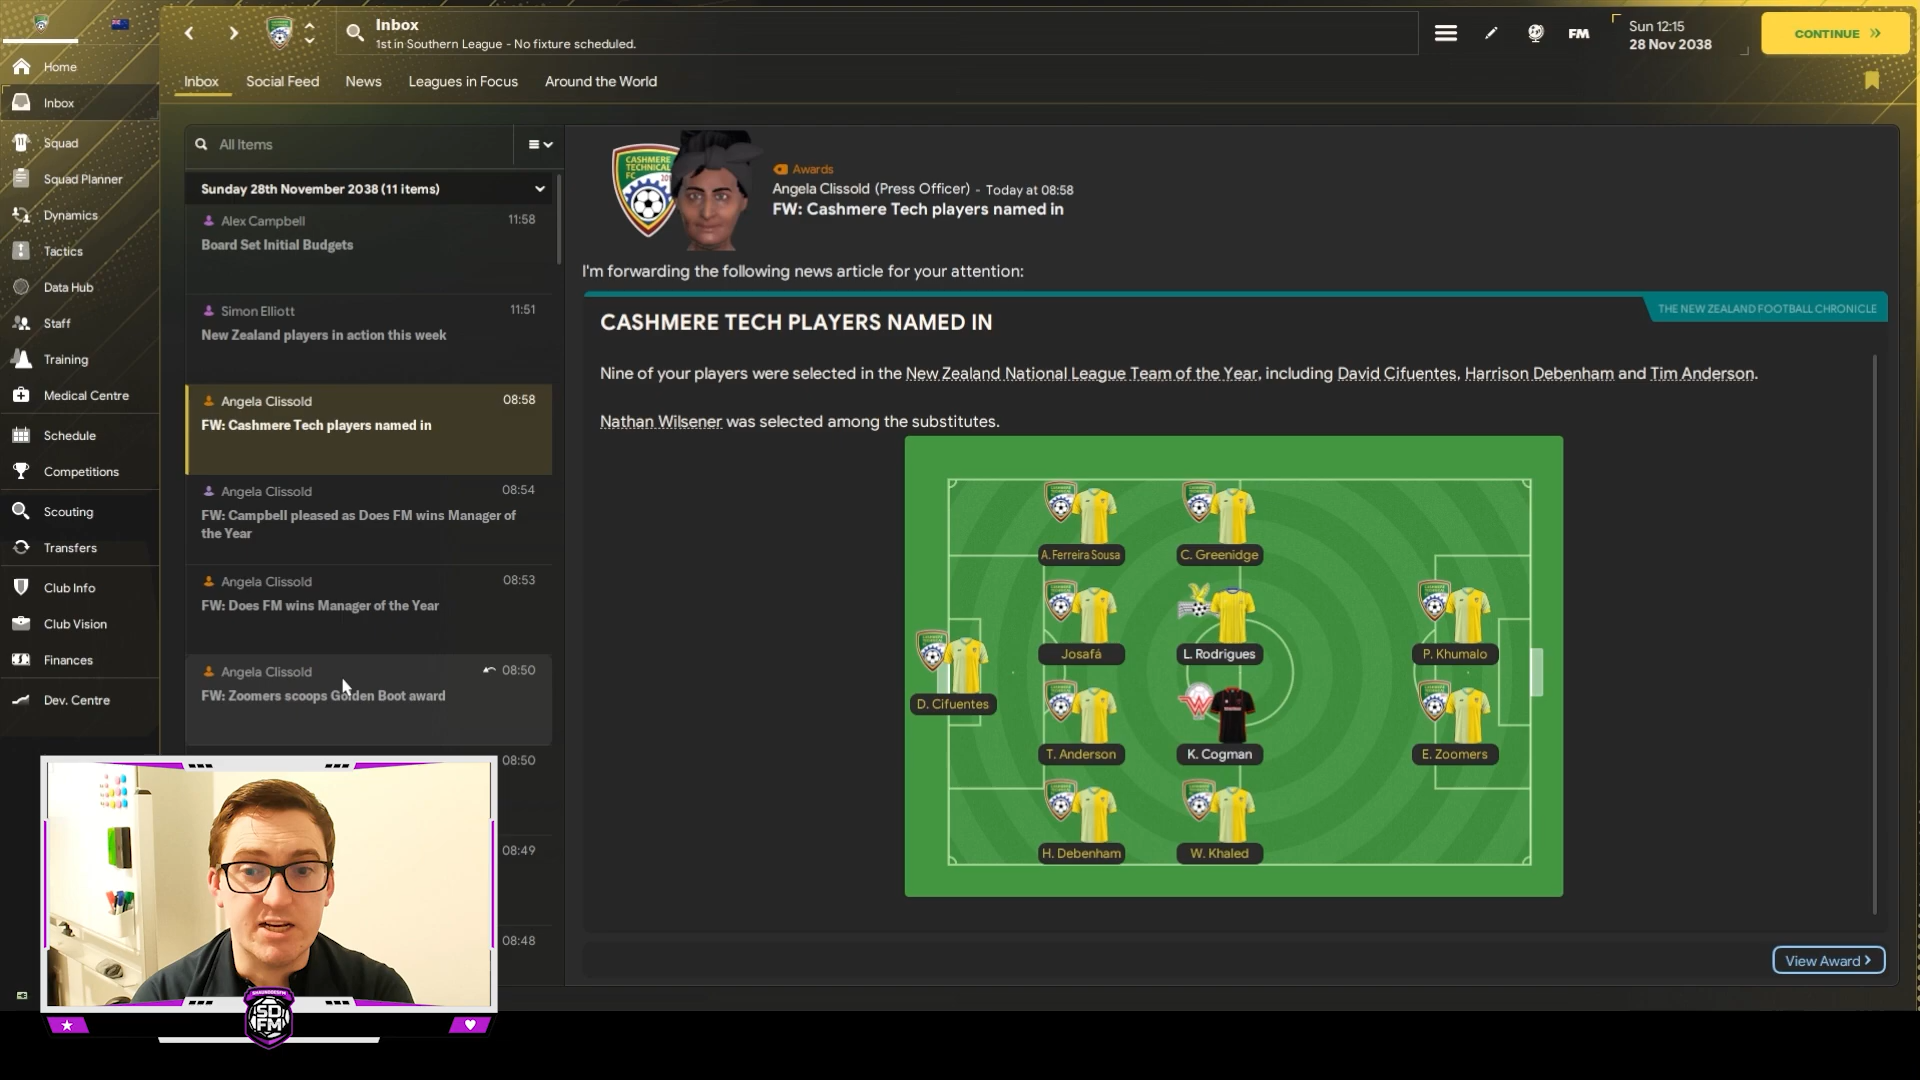 Inbox
1st in Southern League - No fixture scheduled.
FM
Sun 12:15
28 Nov 2038
CONTINUE
Home
Inbox
Squad
Squad Planner
Dynamics
Tactics
Data Hub
Staff
Training
Medical Centre
Schedule
Competitions
Scouting
Transfers
Club Info
Club Vision
Finances
Dev. Centre
Inbox
Social Feed
News
Leagues in Focus
Around the World
All Items
Sunday 28th November 2038 (11 items)
Alex Campbell 11:58
Board Set Initial Budgets
Simon Elliott 11:51
New Zealand players in action this week
Angela Clissold 08:58
FW: Cashmere Tech players named in
Angela Clissold 08:54
FW: Campbell pleased as Does FM wins Manager of
the Year
Angela Clissold 08:53
FW: Does FM wins Manager of the Year
Angela Clissold 08:50
FW: Zoomers scoops Golden Boot award
08:50
08:49
08:48
CASHMERE
TECHNICAL
FC
Awards
Angela Clissold (Press Officer) - Today at 08:58
FW: Cashmere Tech players named in
I'm forwarding the following news article for your attention:
THE NEW ZEALAND FOOTBALL CHRONICLE
CASHMERE TECH PLAYERS NAMED IN
Nine of your players were selected in the New Zealand National League Team of the Year, including David Cifuentes, Harrison Debenham and Tim Anderson.
Nathan Wilsener was selected among the substitutes.
A. Ferreira Sousa
C. Greenidge
Josafá
L. Rodrigues
P. Khumalo
D. Cifuentes
T. Anderson
K. Cogman
E. Zoomers
H. Debenham
W. Khaled
View Award
SD
FM